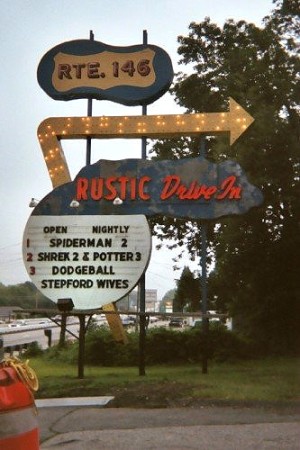 RTE. 146
RUSTIC Drive In
OPEN NIGHTLY
1 SPIDERMAN 2
2 SHREK 2 & POTTER 3
3 DODGEBALL
STEPFORD WIVES